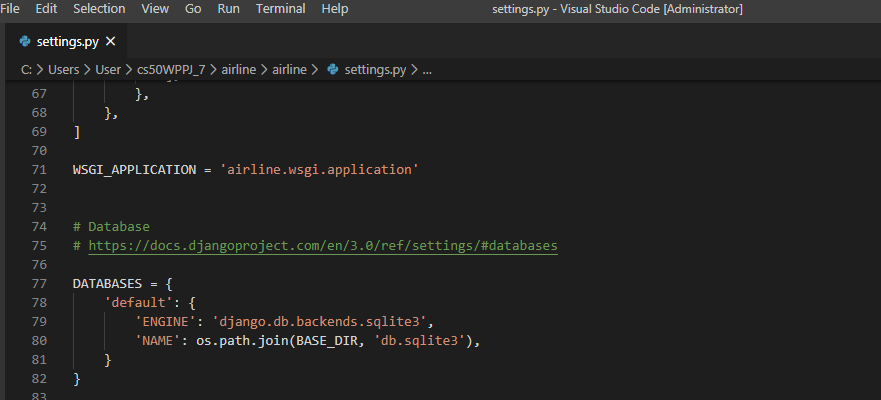 File Edit Selection View Go Run Terminal Help settings.py - Visual Studio Code [Administrator]
settings.py ×
C: > Users > User > cs50WPPJ_7 > airline > airline > settings.py > ...
67 },
68 },
69 ]
70
71 WSGI_APPLICATION = 'airline.wsgi.application'
72
73
74 # Database
75 # https://docs.djangoproject.com/en/3.0/ref/settings/#databases
76
77 DATABASES = {
78 'default': {
79 'ENGINE': 'django.db.backends.sqlite3',
80 'NAME': os.path.join(BASE_DIR, 'db.sqlite3'),
81 }
82 }
83